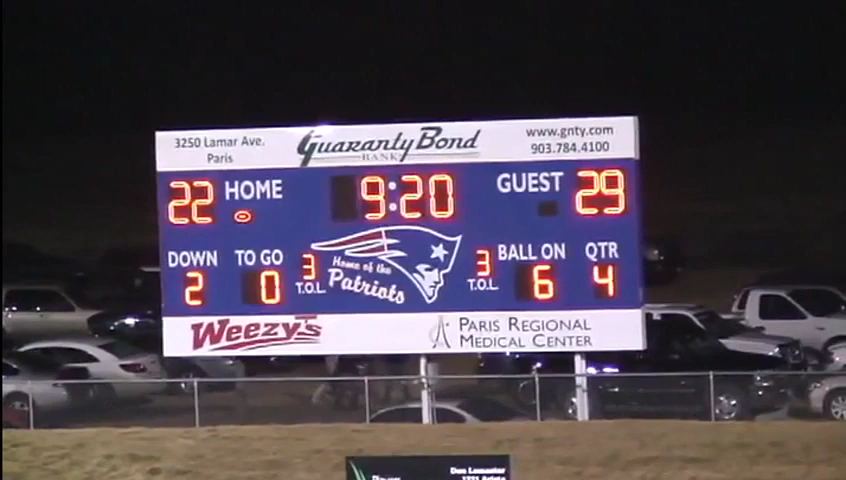 3250 Lamar Ave.
Paris
Guaranty Bond
BANK
www.gnty.com
903.784.4100
22 HOME 9:20 GUEST 29
DOWN TO GO BALL ON QTR
2 0 3 T.O.L. 3 T.O.L. 6 4
Home of the
Patriots
Weezy's
PARIS REGIONAL
MEDICAL CENTER